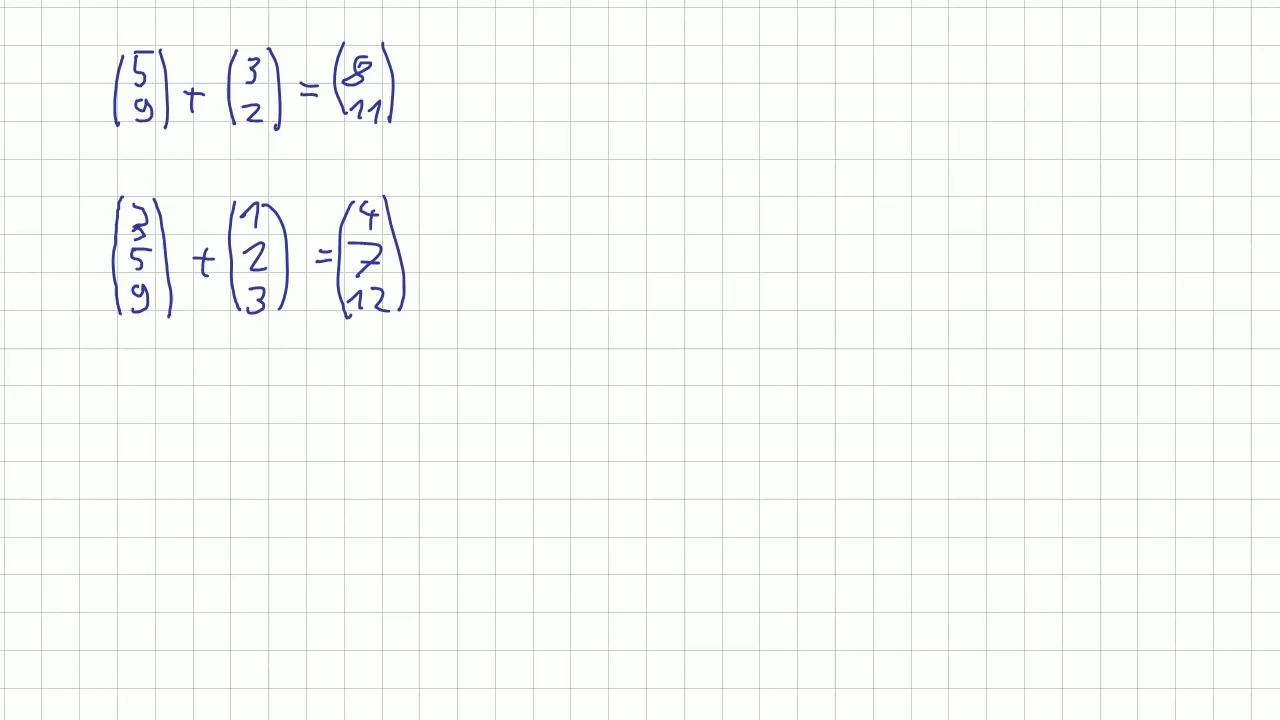 (5 9) + (3 2) = (8 11)
(3 5 9) + (1 2 3) = (4 7 12)